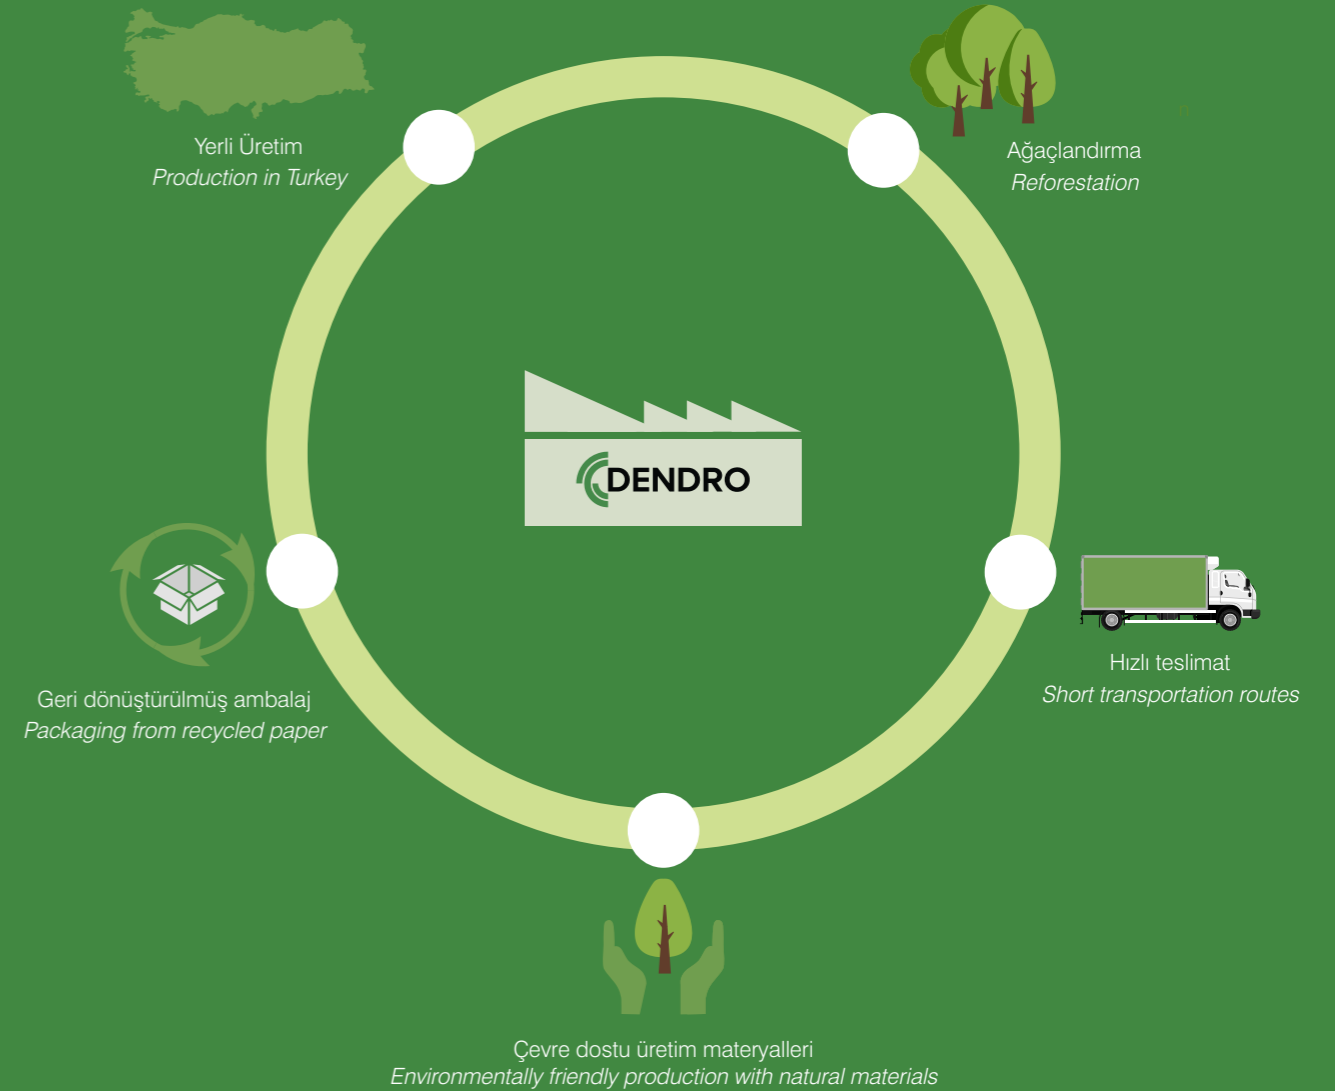 Yerli Üretim
Production in Turkey
Ağaçlandırma
Reforestation
DENDRO
Hızlı teslimat
Short transportation routes
Geri dönüştürülmüş ambalaj
Packaging from recycled paper
Çevre dostu üretim materyalleri
Environmentally friendly production with natural materials